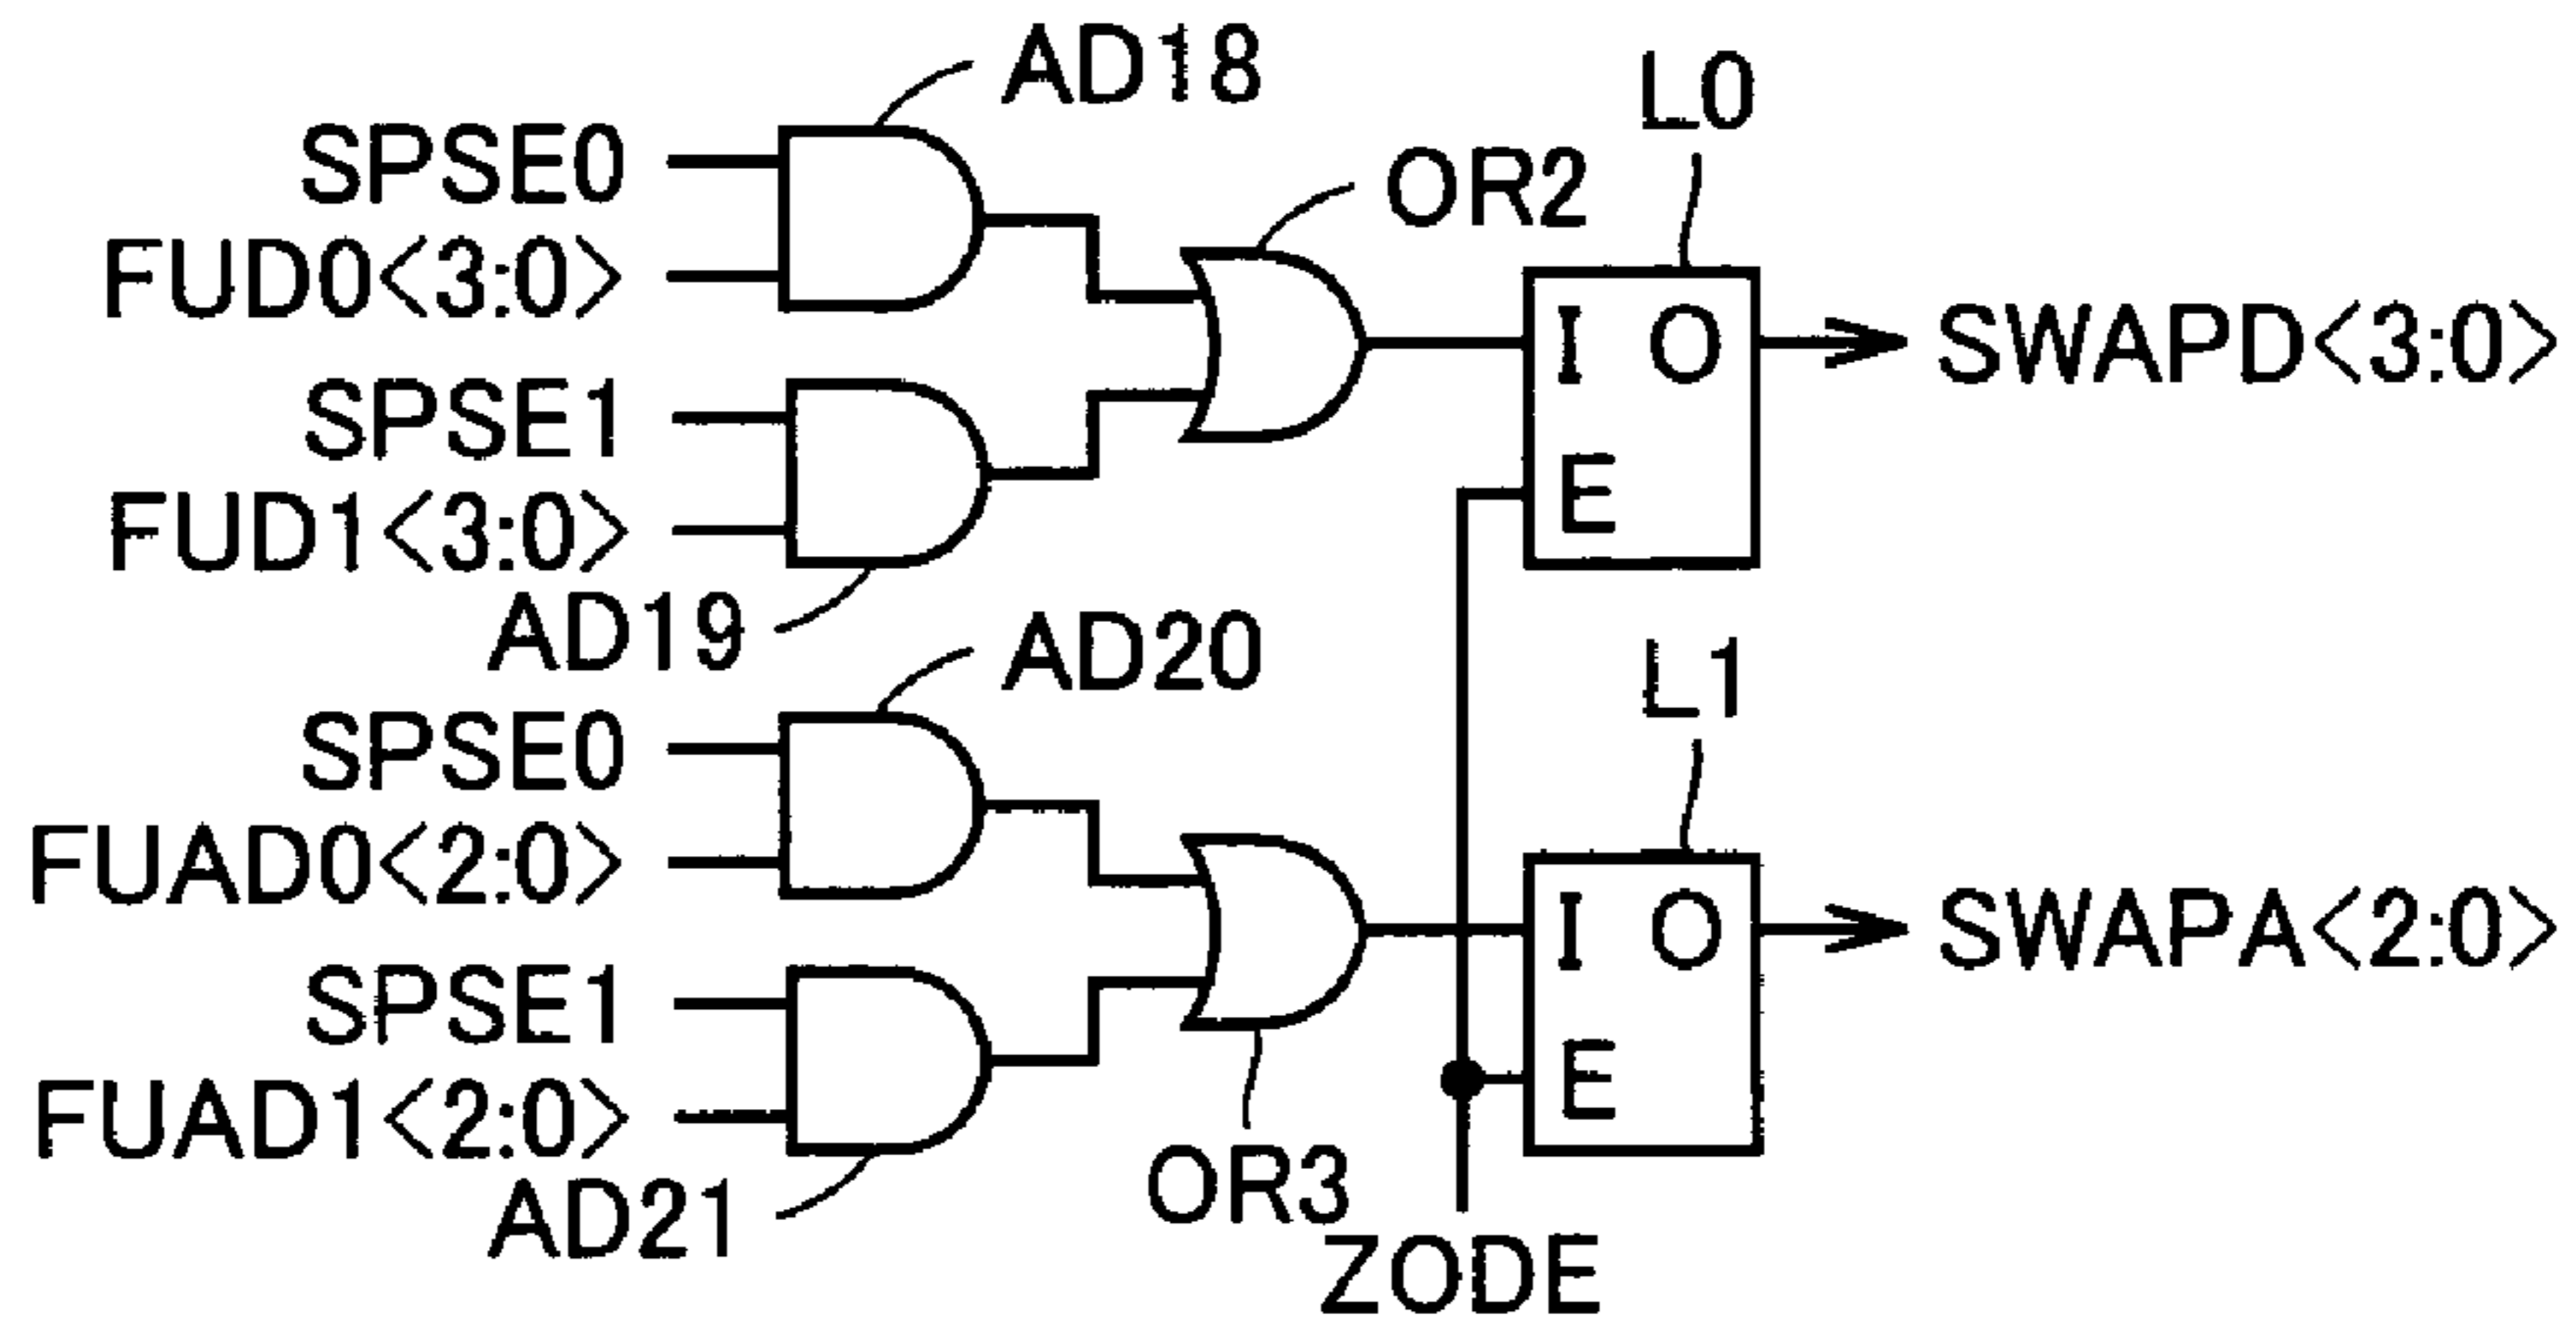 AD18
L0
SPSE0
OR2
FUD0<3:0>
I O
SWAPD<3:0>
SPSE1
E
FUD1<3:0>
AD19
AD20
L1
SPSE0
FUAD0<2:0>
I O
SWAPA<2:0>
SPSE1
E
FUAD1<2:0>
OR3
AD21
ZODE